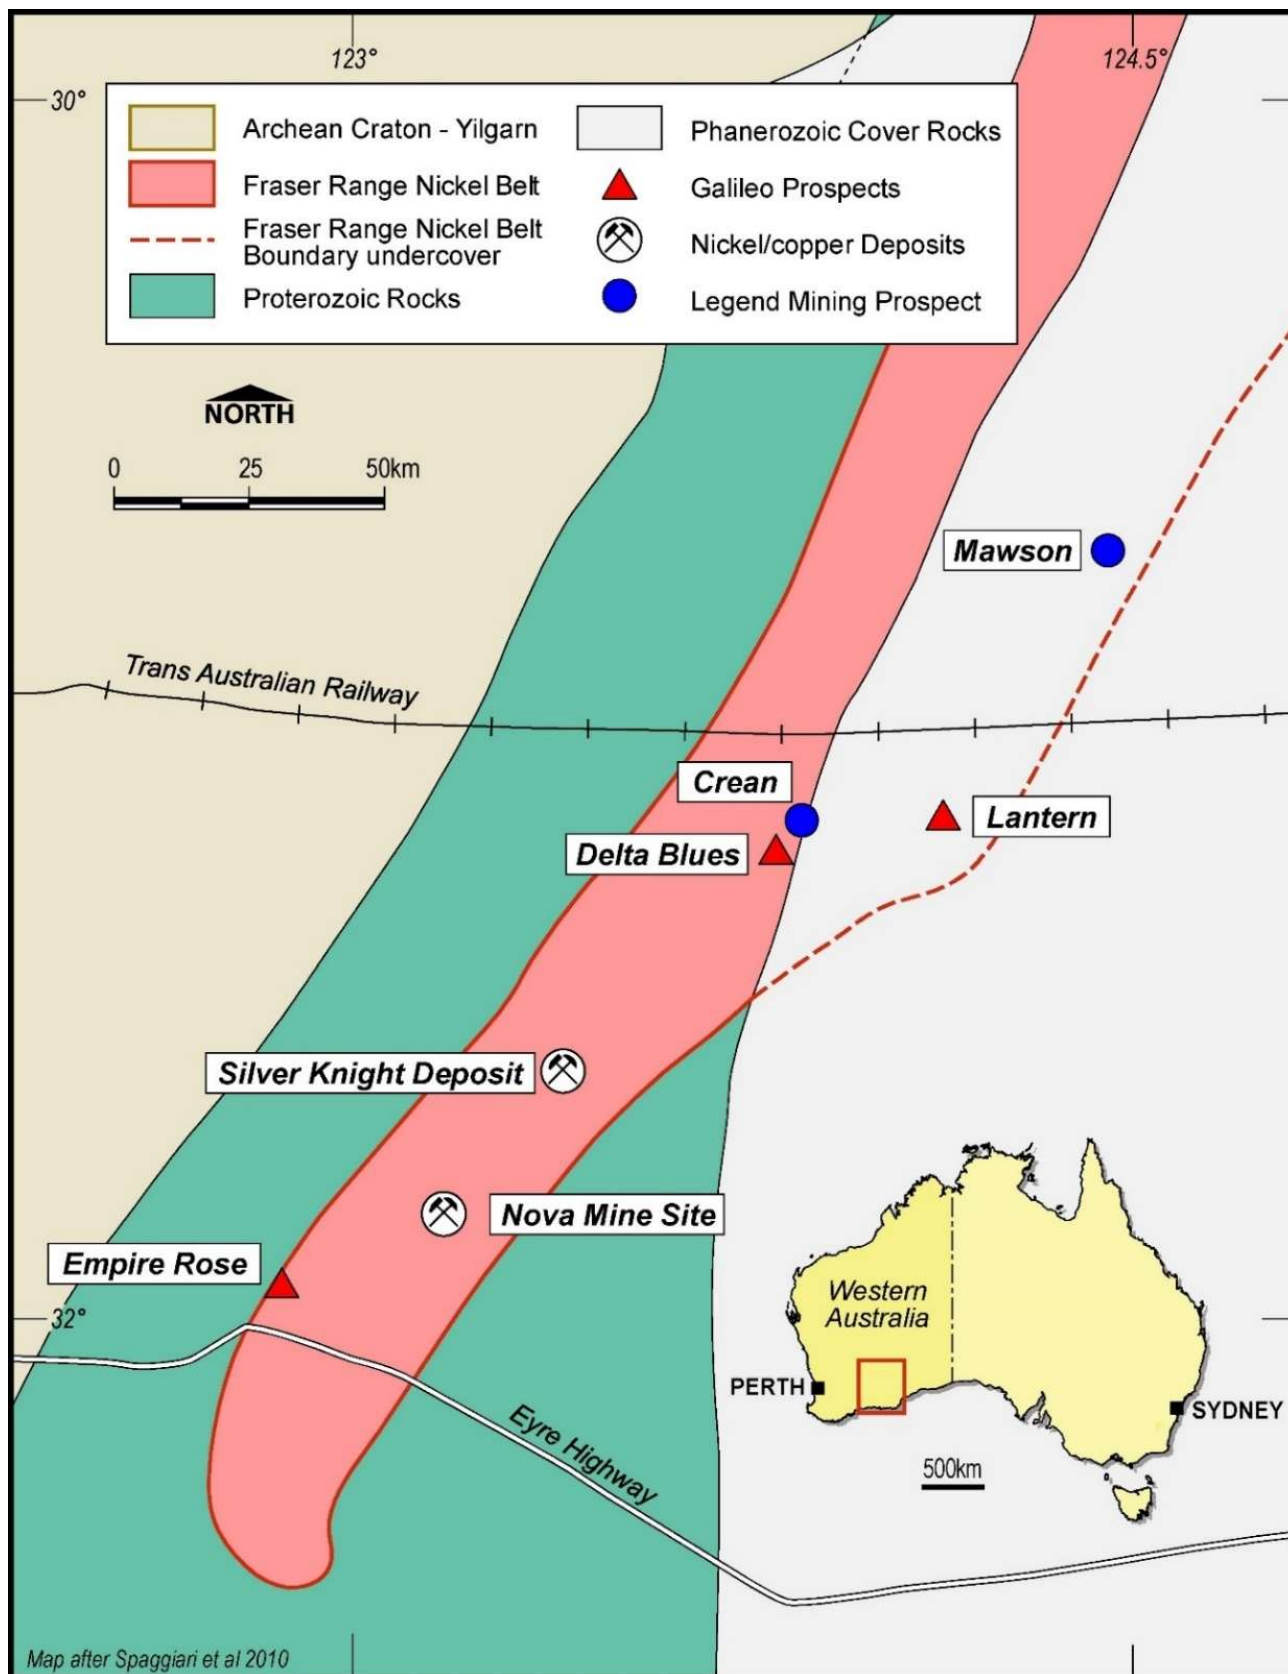 123°
124.5°
30°
Archean Craton - Yilgarn
Fraser Range Nickel Belt
Fraser Range Nickel Belt
Boundary undercover
Proterozoic Rocks
Phanerozoic Cover Rocks
Galileo Prospects
Nickel/copper Deposits
Legend Mining Prospect
NORTH
0 25 50km
Mawson
Trans Australian Railway
Crean
Lantern
Delta Blues
Silver Knight Deposit
Nova Mine Site
Empire Rose
32°
Western
Australia
PERTH
SYDNEY
500km
Eyre Highway
Map after Spaggiari et al 2010